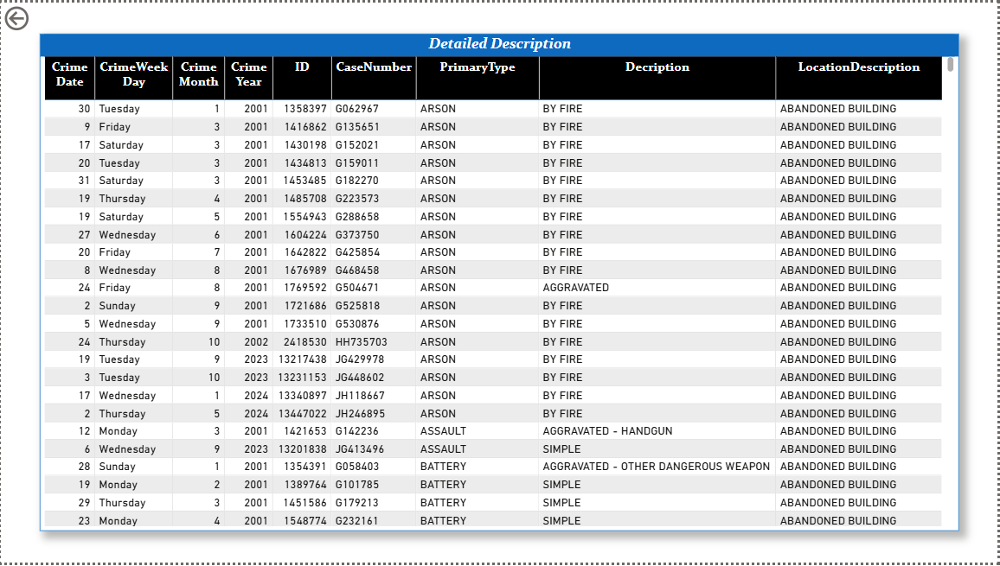 Detailed Description
Crime Date CrimeWeek Day Crime Month Crime Year ID CaseNumber PrimaryType Decription LocationDescription
30 Tuesday 1 2001 1358397 G062967 ARSON BY FIRE ABANDONED BUILDING
9 Friday 3 2001 1416862 G135651 ARSON BY FIRE ABANDONED BUILDING
17 Saturday 3 2001 1430198 G152021 ARSON BY FIRE ABANDONED BUILDING
20 Tuesday 3 2001 1434813 G159011 ARSON BY FIRE ABANDONED BUILDING
31 Saturday 3 2001 1453485 G182270 ARSON BY FIRE ABANDONED BUILDING
19 Thursday 4 2001 1485708 G223573 ARSON BY FIRE ABANDONED BUILDING
19 Saturday 5 2001 1554943 G288658 ARSON BY FIRE ABANDONED BUILDING
27 Wednesday 6 2001 1604224 G373750 ARSON BY FIRE ABANDONED BUILDING
20 Friday 7 2001 1642822 G425854 ARSON BY FIRE ABANDONED BUILDING
8 Wednesday 8 2001 1676989 G468458 ARSON BY FIRE ABANDONED BUILDING
24 Friday 8 2001 1769592 G504671 ARSON AGGRAVATED ABANDONED BUILDING
2 Sunday 9 2001 1721686 G525818 ARSON BY FIRE ABANDONED BUILDING
5 Wednesday 9 2001 1733510 G530876 ARSON BY FIRE ABANDONED BUILDING
24 Thursday 10 2002 2418530 HH735703 ARSON BY FIRE ABANDONED BUILDING
19 Tuesday 9 2023 13217438 JG429978 ARSON BY FIRE ABANDONED BUILDING
3 Tuesday 10 2023 13231153 JG448602 ARSON BY FIRE ABANDONED BUILDING
17 Wednesday 1 2024 13340897 JH118667 ARSON BY FIRE ABANDONED BUILDING
2 Thursday 5 2024 13447022 JH246895 ARSON BY FIRE ABANDONED BUILDING
12 Monday 3 2001 1421653 G142236 ASSAULT AGGRAVATED - HANDGUN ABANDONED BUILDING
6 Wednesday 9 2023 13201838 JG413496 ASSAULT SIMPLE ABANDONED BUILDING
28 Sunday 1 2001 1354391 G058403 BATTERY AGGRAVATED - OTHER DANGEROUS WEAPON ABANDONED BUILDING
19 Monday 2 2001 1389764 G101785 BATTERY SIMPLE ABANDONED BUILDING
29 Thursday 3 2001 1451586 G179213 BATTERY SIMPLE ABANDONED BUILDING
23 Monday 4 2001 1548774 G232161 BATTERY SIMPLE ABANDONED BUILDING